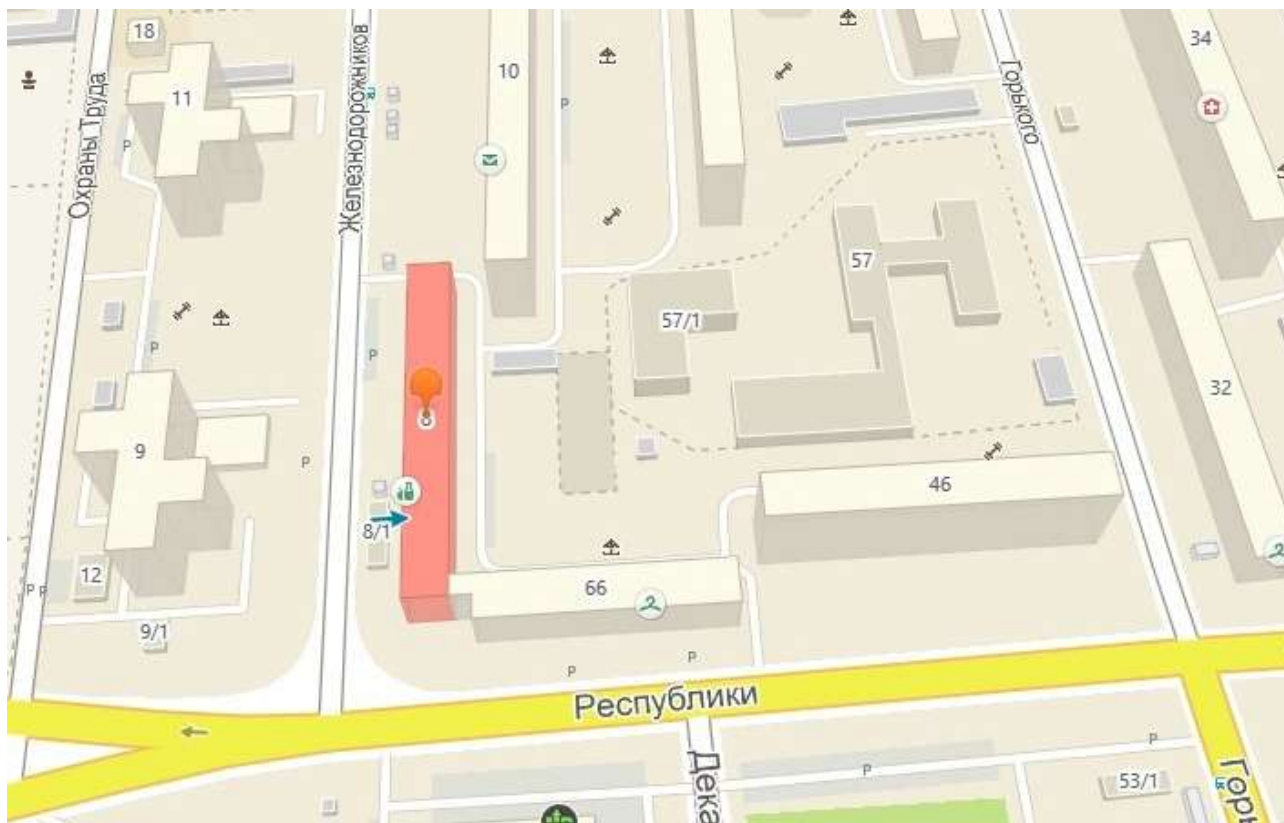 18
11
Охраны Труда
P
Железнодорожников
10
P
Горького
34
57
57/1
32
P
P
9
P
46
8/1
12
P
P
66
9/1
P
P
Республики
Дека
P
P
53/1
Горь